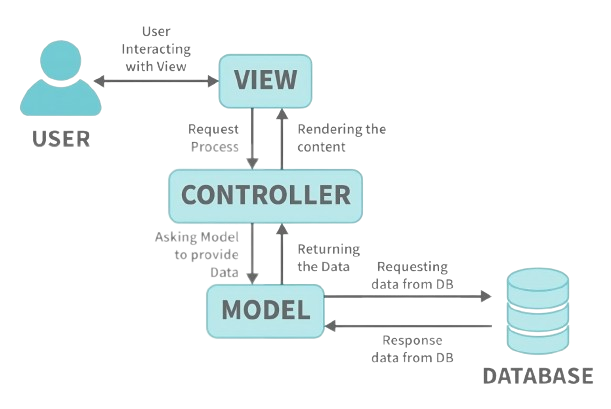 User
Interacting
with View
VIEW
USER
Request
Process
Rendering the
content
CONTROLLER
Asking Model
to provide
Data
Returning
the Data
Requesting
data from DB
MODEL
Response
data from DB
DATABASE